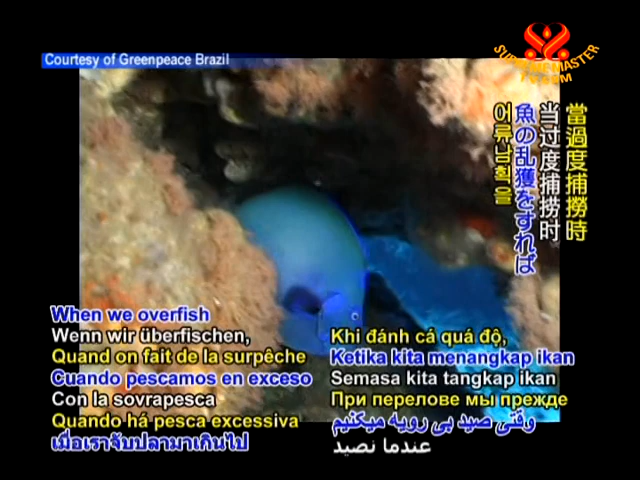 Courtesy of Greenpeace Brazil
SUPREME MASTER
TV.COM
當過度捕撈時
当过度捕捞时
魚の乱獲をすれば
어류남획을
When we overfish
Wenn wir überfischen,
Quand on fait de la surpêche
Cuando pescamos en exceso
Con la sovrapesca
Quando há pesca excessiva
เมื่อเราจับปลามาเกินไป
Khi đánh cá quá độ,
Ketika kita menangkap ikan
Semasa kita tangkap ikan
При перелове мы прежде
وقتی صید بی رویه میکنیم
عندما نصيد